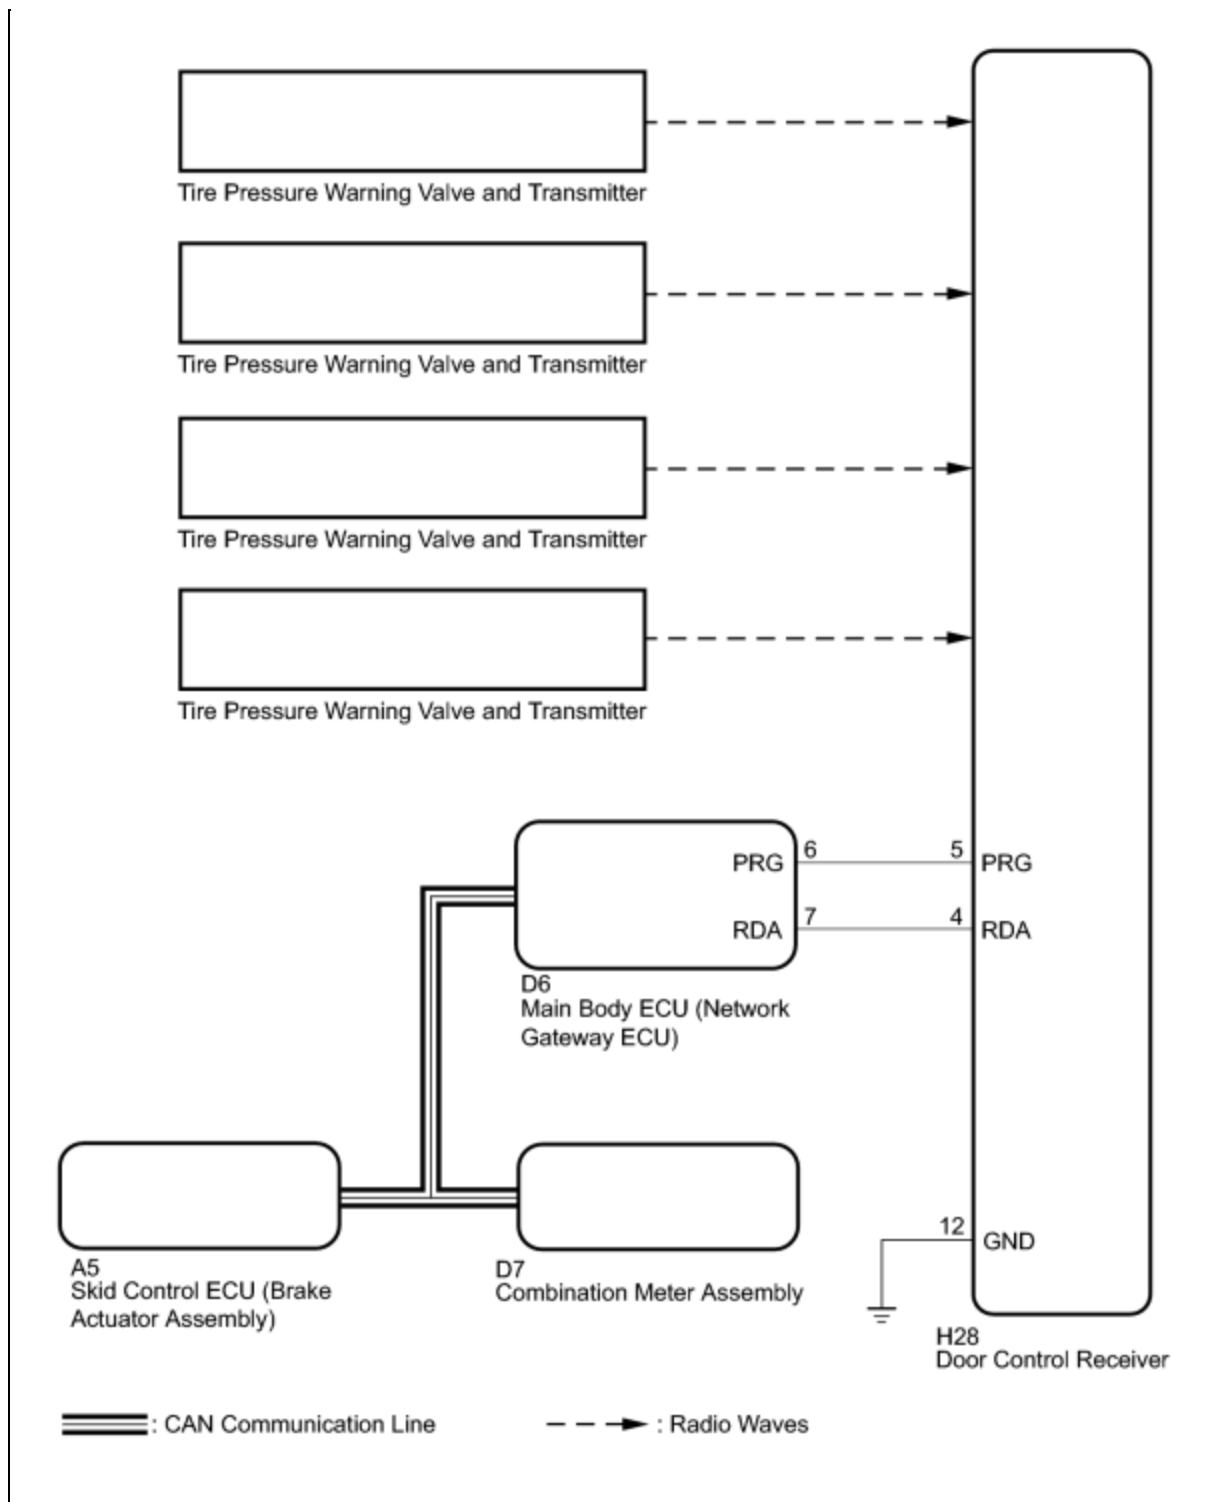 Tire Pressure Warning Valve and Transmitter
Tire Pressure Warning Valve and Transmitter
Tire Pressure Warning Valve and Transmitter
Tire Pressure Warning Valve and Transmitter
PRG 6 5 PRG
RDA 7 4 RDA
D6
Main Body ECU (Network
Gateway ECU)
12 GND
A5
Skid Control ECU (Brake
Actuator Assembly)
D7
Combination Meter Assembly
H28
Door Control Receiver
: CAN Communication Line
: Radio Waves